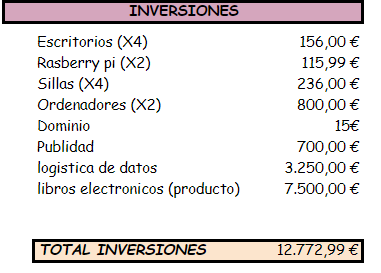 INVERSIONES
Escritorios (X4) 156,00 €
Rasberry pi (X2) 115,99 €
Sillas (X4) 236,00 €
Ordenadores (X2) 800,00 €
Dominio 15€
Publidad 700,00 €
logistica de datos 3.250,00 €
libros electronicos (producto) 7.500,00 €
TOTAL INVERSIONES 12.772,99 €